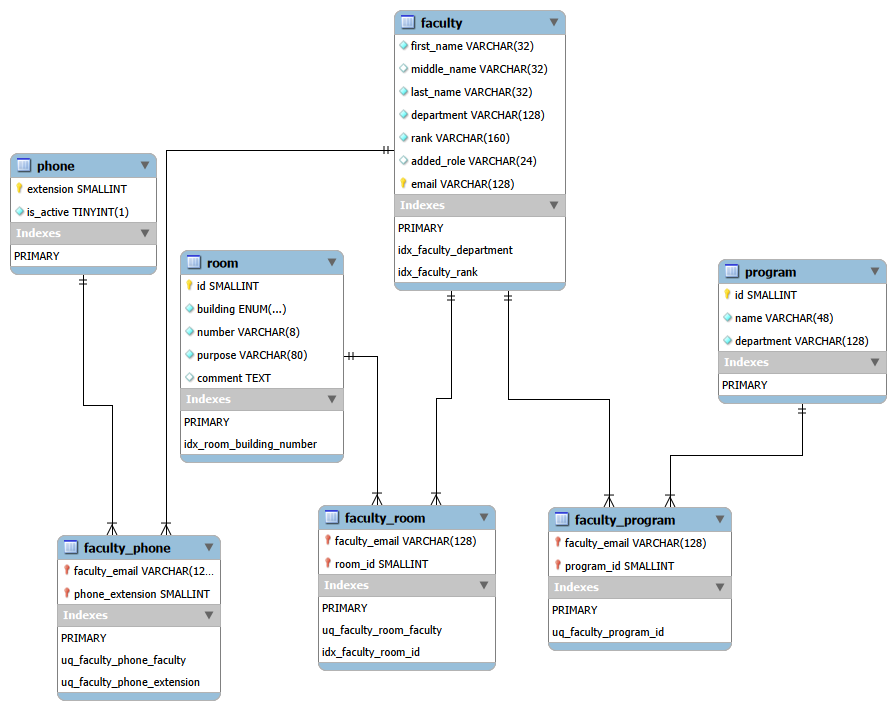 faculty
first_name VARCHAR(32)
middle_name VARCHAR(32)
last_name VARCHAR(32)
department VARCHAR(128)
rank VARCHAR(160)
added_role VARCHAR(24)
email VARCHAR(128)
Indexes
PRIMARY
idx_faculty_department
idx_faculty_rank
phone
extension SMALLINT
is_active TINYINT(1)
Indexes
PRIMARY
room
id SMALLINT
building ENUM(...)
number VARCHAR(8)
purpose VARCHAR(80)
comment TEXT
Indexes
PRIMARY
idx_room_building_number
program
id SMALLINT
name VARCHAR(48)
department VARCHAR(128)
Indexes
PRIMARY
faculty_phone
faculty_email VARCHAR(12...
phone_extension SMALLINT
Indexes
PRIMARY
uq_faculty_phone_faculty
uq_faculty_phone_extension
faculty_room
faculty_email VARCHAR(128)
room_id SMALLINT
Indexes
PRIMARY
uq_faculty_room_faculty
idx_faculty_room_id
faculty_program
faculty_email VARCHAR(128)
program_id SMALLINT
Indexes
PRIMARY
uq_faculty_program_id